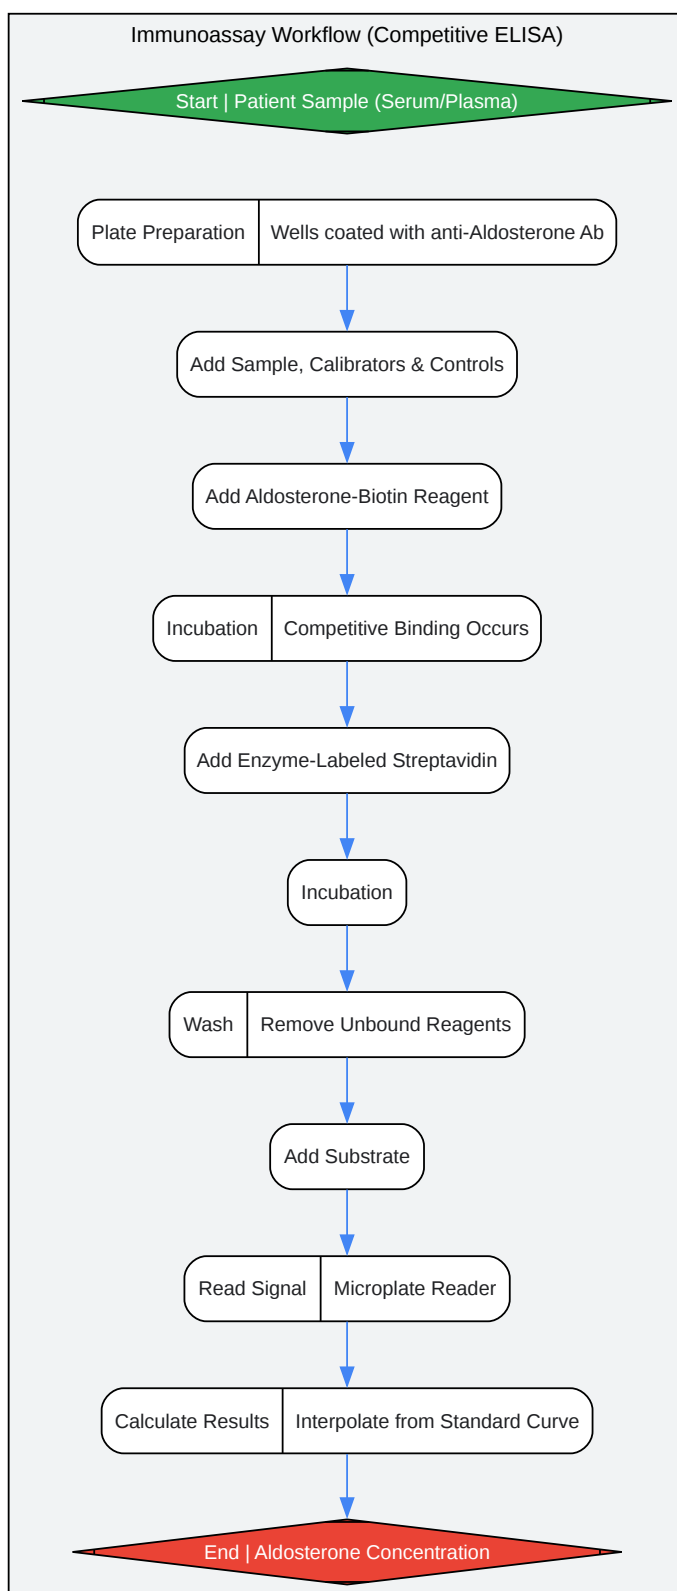 Immunoassay Workflow (Competitive ELISA)
Start | Patient Sample (Serum/Plasma)
Plate Preparation | Wells coated with anti-Aldosterone Ab
Add Sample, Calibrators & Controls
Add Aldosterone-Biotin Reagent
Incubation | Competitive Binding Occurs
Add Enzyme-Labeled Streptavidin
Incubation
Wash | Remove Unbound Reagents
Add Substrate
Read Signal | Microplate Reader
Calculate Results | Interpolate from Standard Curve
End | Aldosterone Concentration